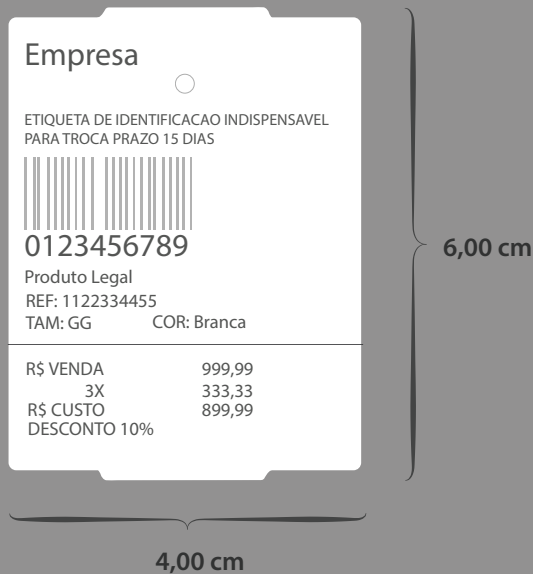 Empresa
ETIQUETA DE IDENTIFICACAO INDISPENSAVEL
PARA TROCA PRAZO 15 DIAS
0123456789
Produto Legal
REF: 1122334455
TAM: GG COR: Branca
R$ VENDA 999,99
3X 333,33
R$ CUSTO 899,99
DESCONTO 10%
6,00 cm
4,00 cm